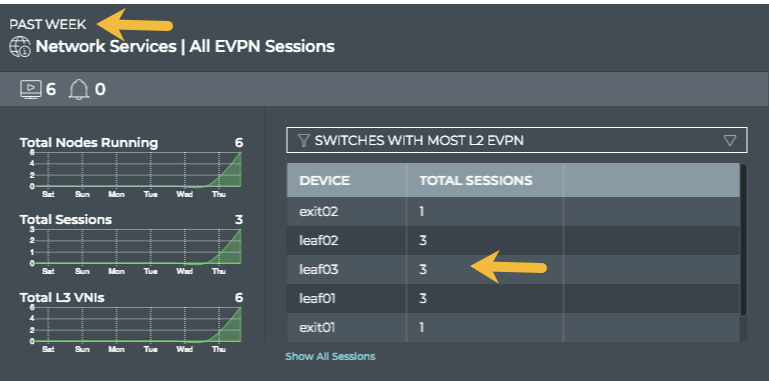 PAST WEEK
Network Services | All EVPN Sessions
6 0
Total Nodes Running 6
6
4
2
0
Sat Sun Mon Tue Wed Thu
Total Sessions 3
3
2
1
0
Sat Sun Mon Tue Wed Thu
Total L3 VNIs 6
6
4
2
0
Sat Sun Mon Tue Wed Thu
SWITCHES WITH MOST L2 EVPN
DEVICE TOTAL SESSIONS
exit02 1
leaf02 3
leaf03 3
leaf01 3
exit01 1
Show All Sessions